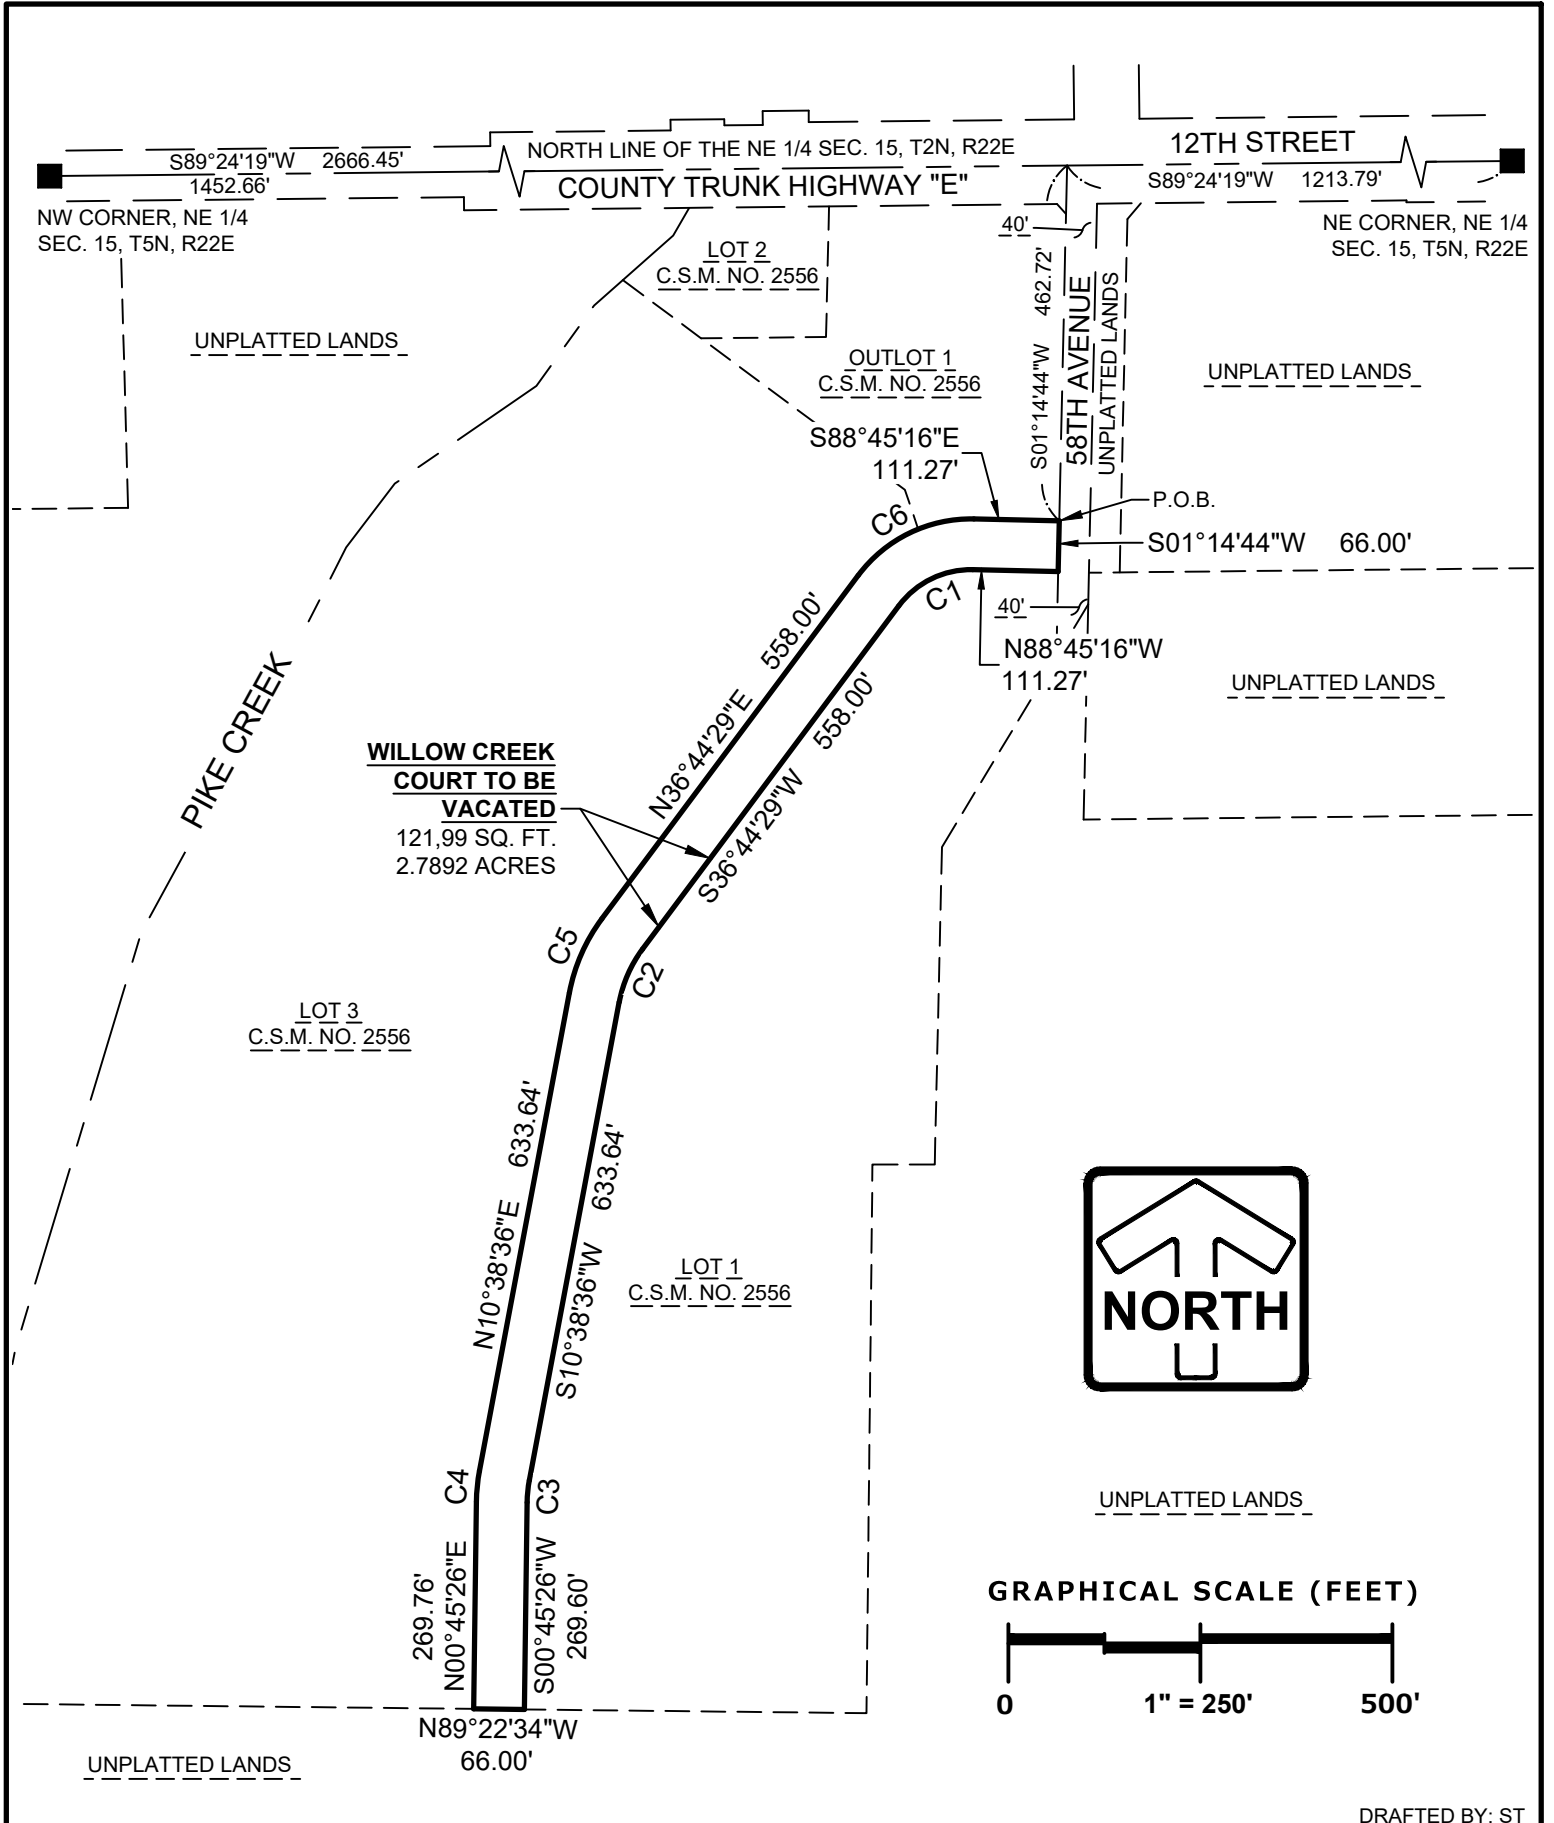 12TH STREET
S89°24'19"W 2666.45'
NORTH LINE OF THE NE 1/4 SEC. 15, T2N, R22E
1452.66'
COUNTY TRUNK HIGHWAY "E"
S89°24'19"W 1213.79'
NW CORNER, NE 1/4
SEC. 15, T5N, R22E
NE CORNER, NE 1/4
SEC. 15, T5N, R22E
40'
LOT 2
C.S.M. NO. 2556
UNPLATTED LANDS
OUTLOT 1
C.S.M. NO. 2556
S01°14'44"W 462.72'
58TH AVENUE
UNPLATTED LANDS
UNPLATTED LANDS
S88°45'16"E
111.27'
P.O.B.
C6
S01°14'44"W 66.00'
C1
40'
N88°45'16"W
111.27'
UNPLATTED LANDS
N36°44'29"E 558.00'
S36°44'29"W 558.00'
PIKE CREEK
WILLOW CREEK
COURT TO BE
VACATED
121,99 SQ. FT.
2.7892 ACRES
C5
C2
LOT 3
C.S.M. NO. 2556
N10°38'36"E 633.64'
S10°38'36"W 633.64'
LOT 1
C.S.M. NO. 2556
NORTH
C4
C3
UNPLATTED LANDS
269.76'
N00°45'26"E
S00°45'26"W
269.60'
GRAPHICAL SCALE (FEET)
0 1" = 250' 500'
N89°22'34"W
66.00'
UNPLATTED LANDS
DRAFTED BY: ST